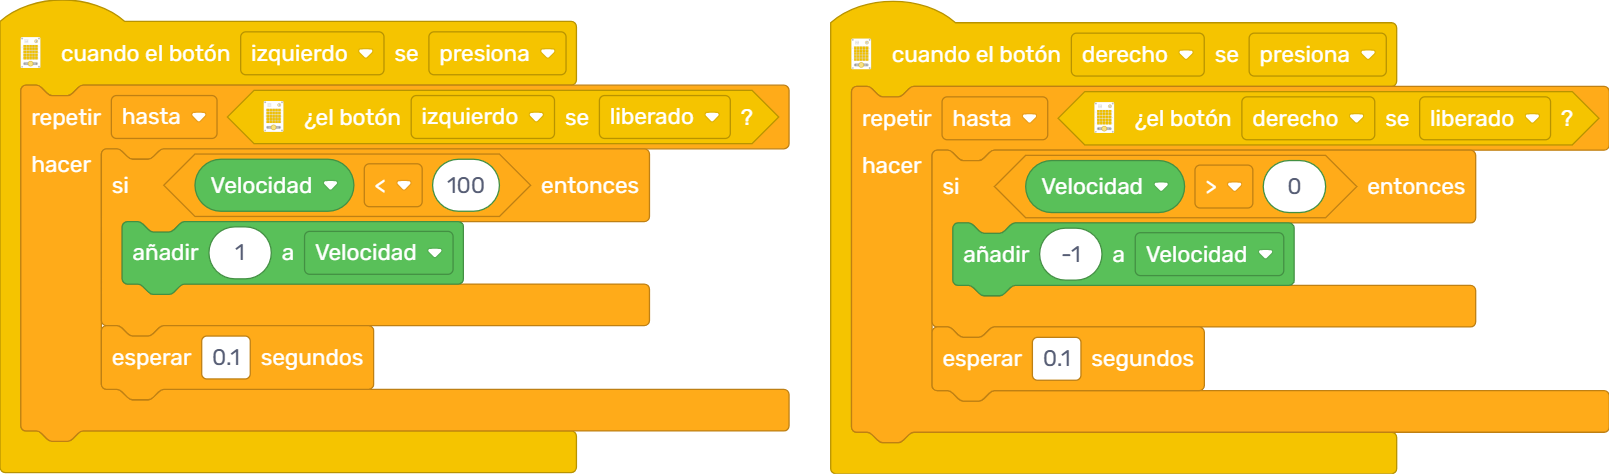 cuando el botón izquierdo se presiona
repetir hasta ¿el botón izquierdo se liberado ?
hacer
si Velocidad < 100 entonces
añadir 1 a Velocidad
esperar 0.1 segundos
cuando el botón derecho se presiona
repetir hasta ¿el botón derecho se liberado ?
hacer
si Velocidad > 0 entonces
añadir -1 a Velocidad
esperar 0.1 segundos